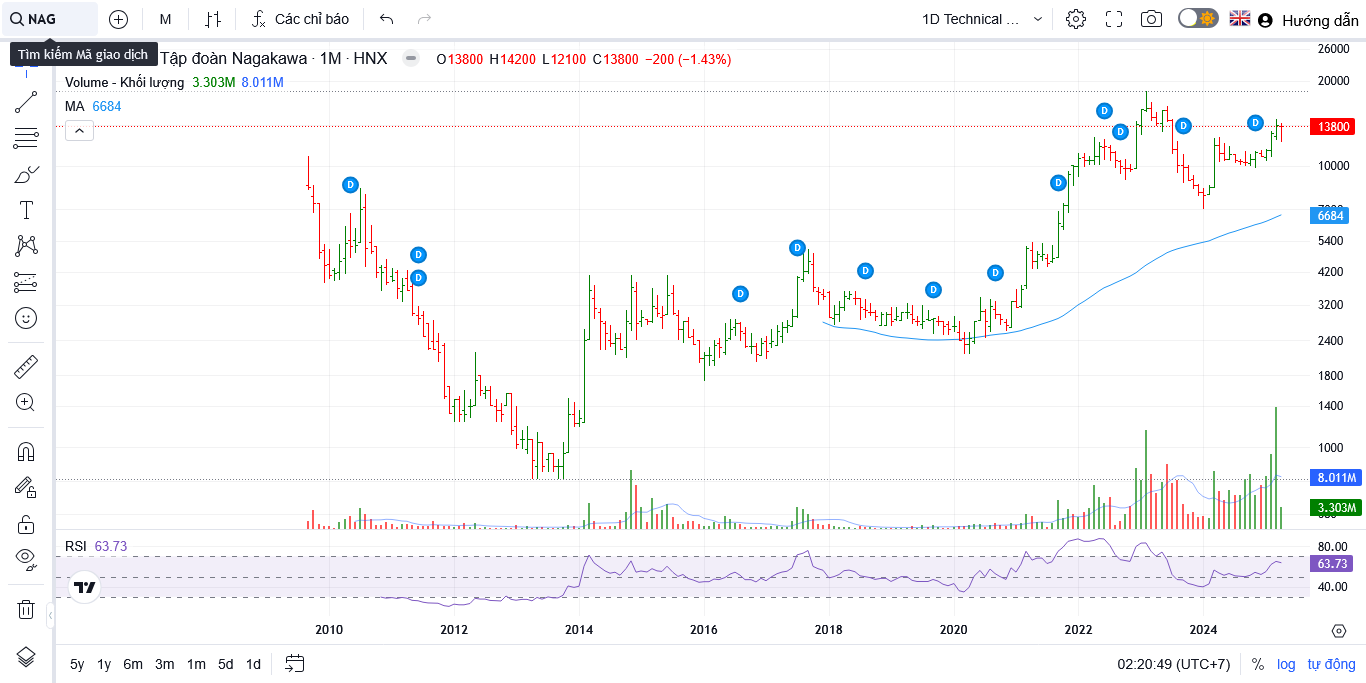 NAG
M
Các chỉ báo
1D Technical ...
Hướng dẫn
Tìm kiếm Mã giao dịch
Tập đoàn Nagakawa · 1M · HNX
O13800 H14200 L12100 C13800 −200 (−1.43%)
Volume - Khối lượng 3.303M 8.011M
MA 6684
26000
20000
13800
10000
6684
5400
4200
3200
2400
1800
1400
1000
8.011M
3.303M
D
D
D
D
D
D
D
D
D
D
D
D
D
RSI 63.73
80.00
63.73
40.00
2010 2012 2014 2016 2018 2020 2022 2024
5y 1y 6m 3m 1m 5d 1d
02:20:49 (UTC+7)
% log tự động